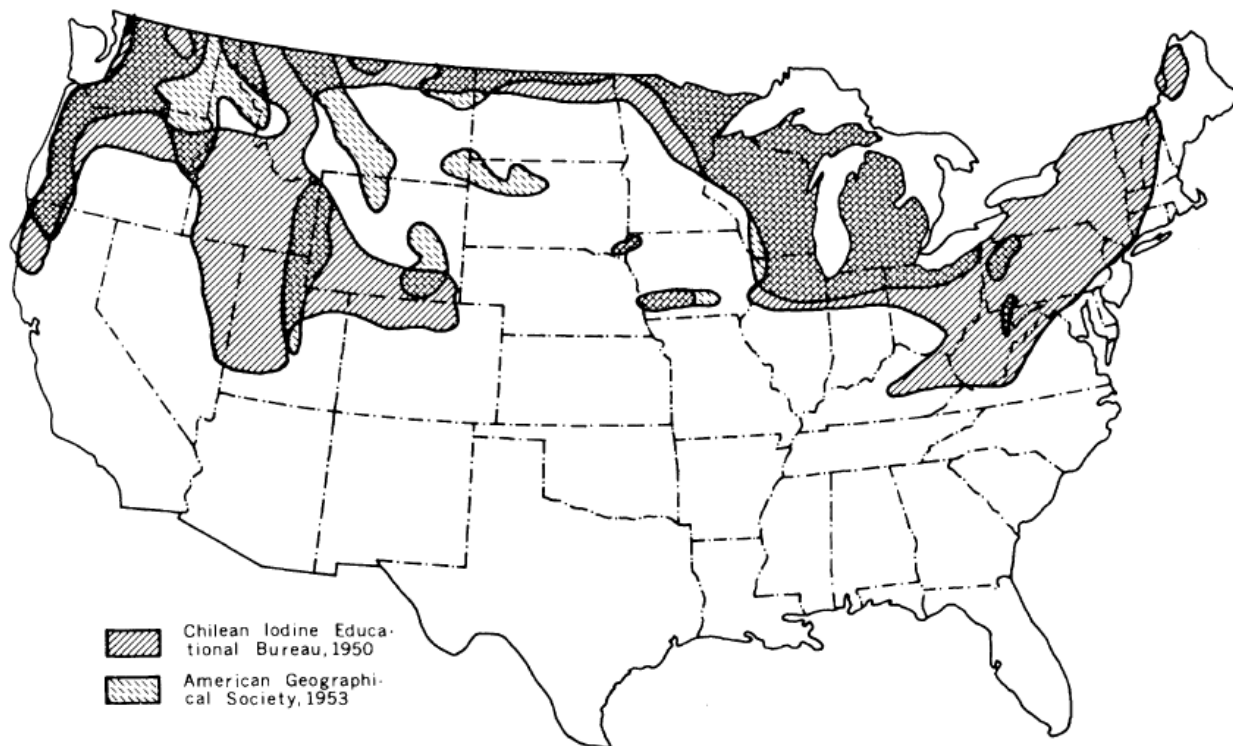 Chilean Iodine Educa-
tional Bureau, 1950
American Geographi-
cal Society, 1953